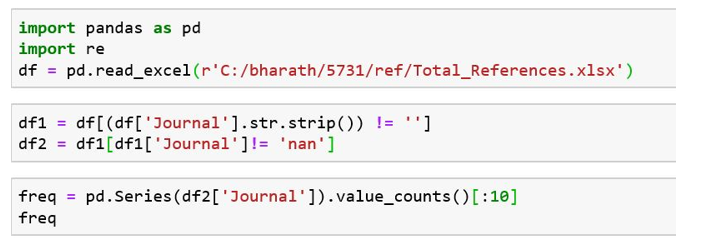 import pandas as pd
import re
df = pd.read_excel(r'C:/bharath/5731/ref/Total_References.xlsx')
df1 = df[(df['Journal'].str.strip()) != '']
df2 = df1[df1['Journal']!= 'nan']
freq = pd.Series(df2['Journal']).value_counts()[:10]
freq